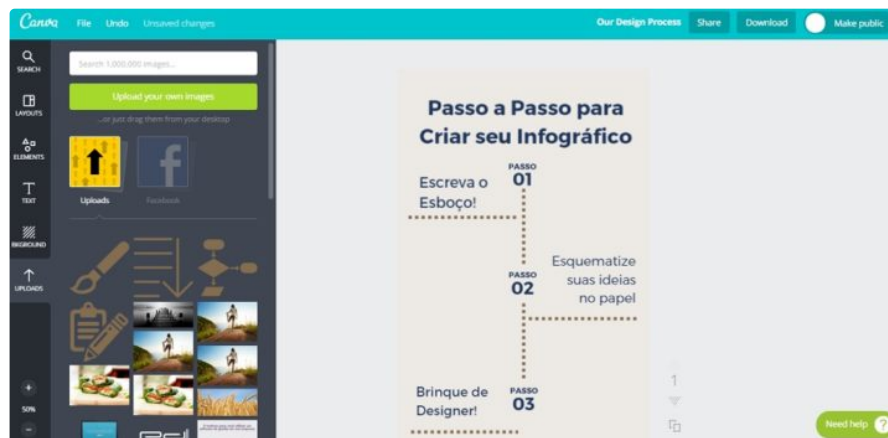 Canva File Undo Unsaved changes Our Design Process Share Download Make public
SEARCH
LAYOUTS
ELEMENTS
TEXT
BKGROUND
UPLOADS
50%
Search 1,000,000 images...
Upload your own images
...or just drag them from your desktop
Uploads Facebook
Passo a Passo para
Criar seu Infográfico
PASSO
01
Escreva o
Esboço!
PASSO
02
Esquematize
suas ideias
no papel
PASSO
03
Brinque de
Designer!
1
Need help ?